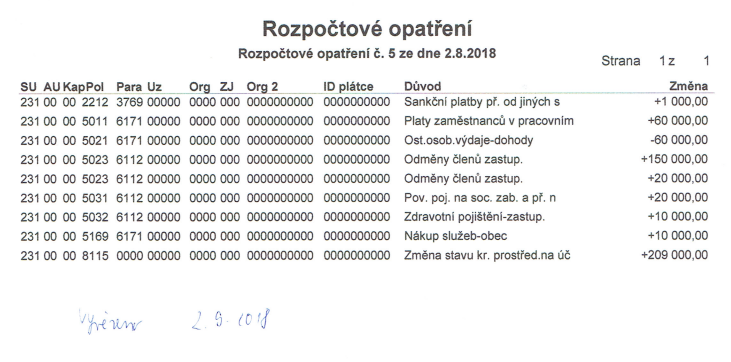 Rozpočtové opatření
Rozpočtové opatření č. 5 ze dne 2.8.2018
Strana 1 z 1
SU AU Kap Pol Para Uz Org ZJ Org 2 ID plátce Důvod Změna
231 00 00 2212 3769 00000 0000 000 0000000000 0000000000 Sankční platby př. od jiných s +1 000,00
231 00 00 5011 6171 00000 0000 000 0000000000 0000000000 Platy zaměstnanců v pracovním +60 000,00
231 00 00 5021 6171 00000 0000 000 0000000000 0000000000 Ost.osob.výdaje-dohody -60 000,00
231 00 00 5023 6112 00000 0000 000 0000000000 0000000000 Odměny členů zastup. +150 000,00
231 00 00 5023 6112 00000 0000 000 0000000000 0000000000 Odměny členů zastup. +20 000,00
231 00 00 5031 6112 00000 0000 000 0000000000 0000000000 Pov. poj. na soc. zab. a př. n +20 000,00
231 00 00 5032 6112 00000 0000 000 0000000000 0000000000 Zdravotní pojištění-zastup. +10 000,00
231 00 00 5169 6171 00000 0000 000 0000000000 0000000000 Nákup služeb-obec +10 000,00
231 00 00 8115 0000 00000 0000 000 0000000000 0000000000 Změna stavu kr. prostřed.na úč +209 000,00
Vyvěšeno 2.9.2018